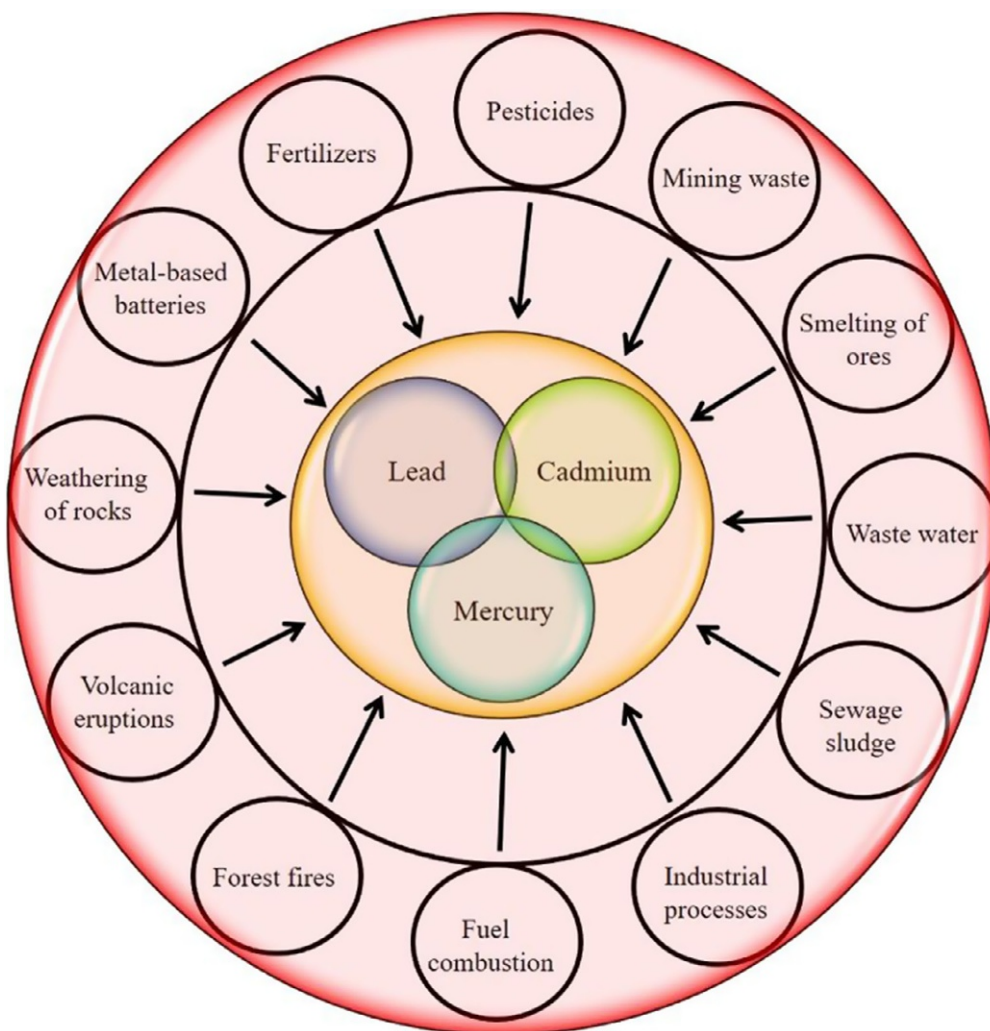 Pesticides
Mining waste
Smelting of
ores
Waste water
Sewage
sludge
Industrial
processes
Fuel
combustion
Forest fires
Volcanic
eruptions
Weathering
of rocks
Metal-based
batteries
Fertilizers
Lead
Cadmium
Mercury